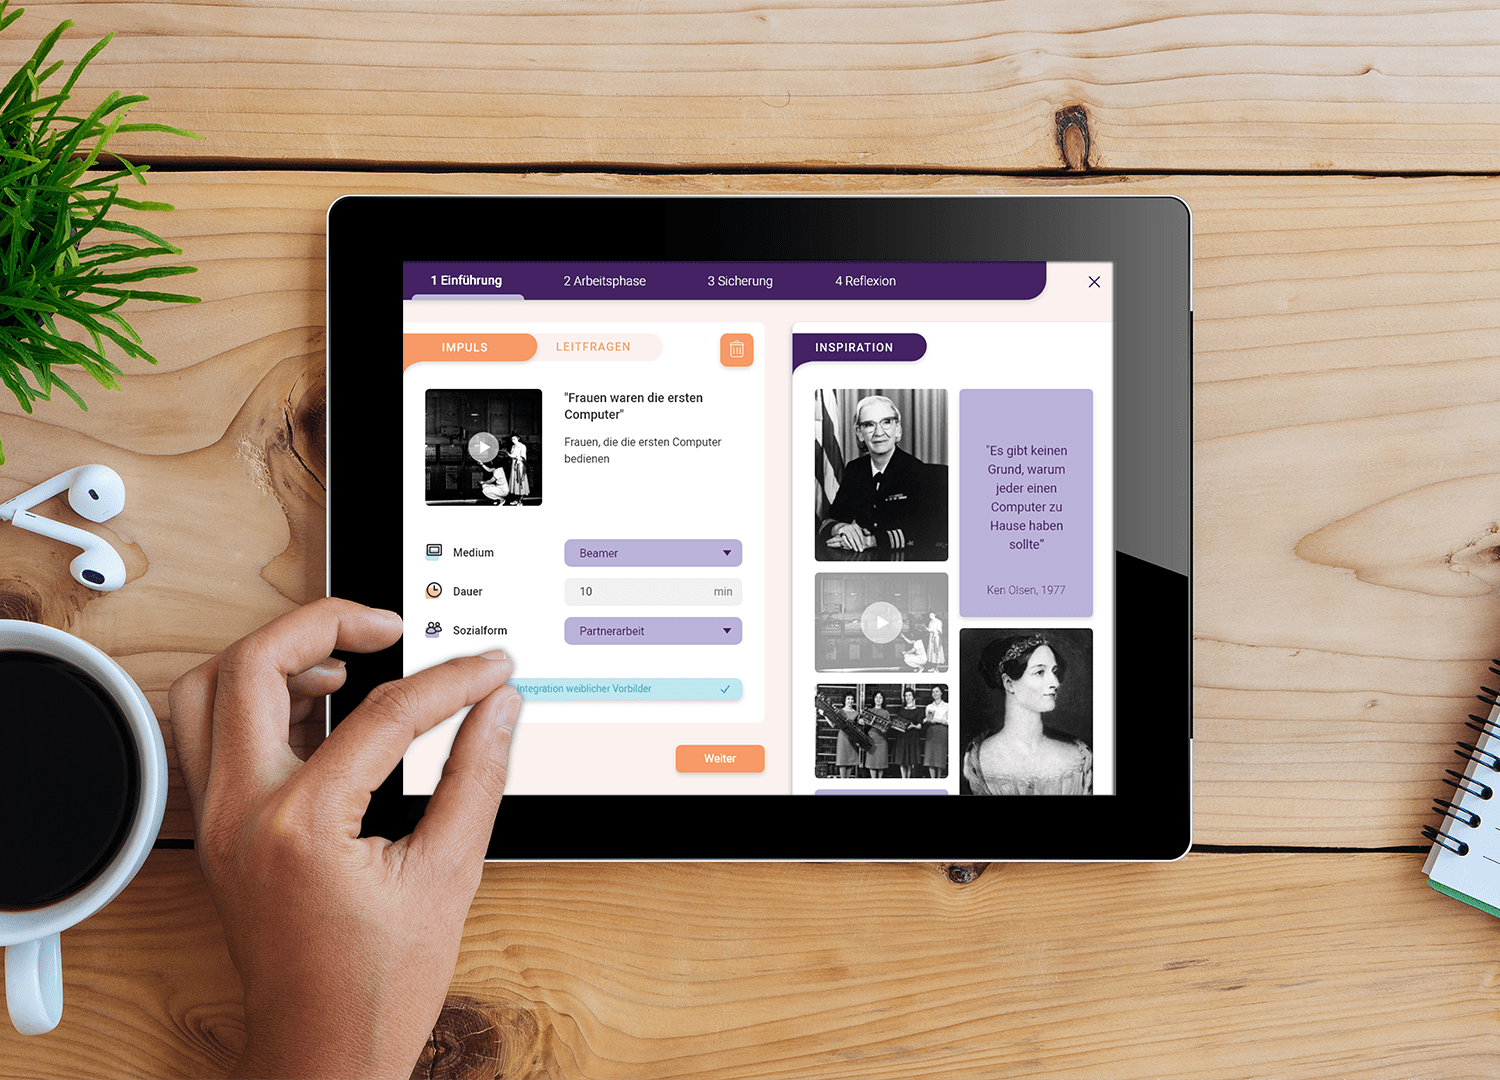 1 Einführung
2 Arbeitsphase
3 Sicherung
4 Reflexion
IMPULS
LEITFRAGEN
"Frauen waren die ersten
Computer"
Frauen, die die ersten Computer
bedienen
Medium
Beamer
Dauer
10
min
Sozialform
Partnerarbeit
Integration weiblicher Vorbilder
Weiter
INSPIRATION
"Es gibt keinen
Grund, warum
jeder einen
Computer zu
Hause haben
sollte"
Ken Olsen, 1977